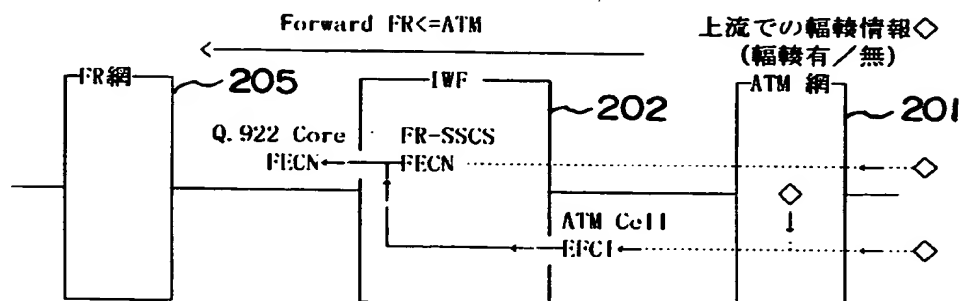 Forward FR<=ATM
上流での輻輳情報◇
(輻輳有/無)
FR網
205
IWF
202
ATM 網
201
Q.922 Core
FR-SSCS
FECN
FECN
ATM Cell
EFCI